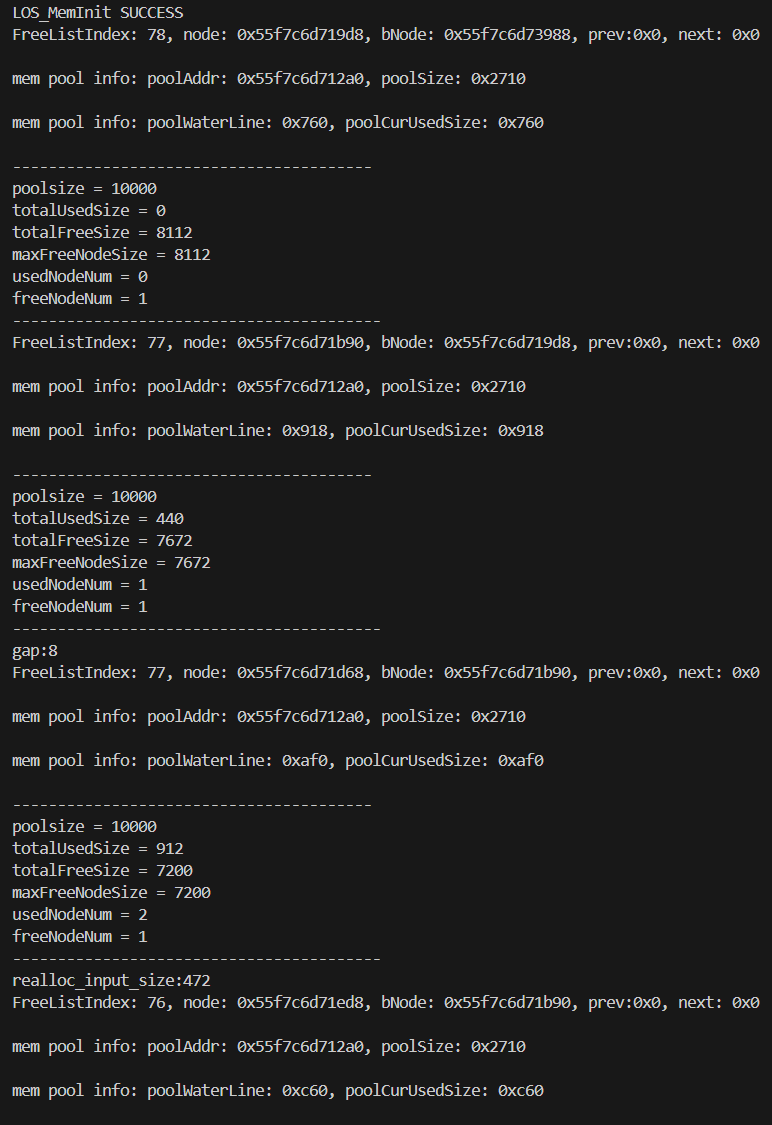 LOS_MemInit SUCCESS
FreeListIndex: 78, node: 0x55f7c6d719d8, bNode: 0x55f7c6d73988, prev:0x0, next: 0x0
mem pool info: poolAddr: 0x55f7c6d712a0, poolSize: 0x2710
mem pool info: poolWaterLine: 0x760, poolCurUsedSize: 0x760
----------------------------------------
poolsize = 10000
totalUsedSize = 0
totalFreeSize = 8112
maxFreeNodeSize = 8112
usedNodeNum = 0
freeNodeNum = 1
-----------------------------------------
FreeListIndex: 77, node: 0x55f7c6d71b90, bNode: 0x55f7c6d719d8, prev:0x0, next: 0x0
mem pool info: poolAddr: 0x55f7c6d712a0, poolSize: 0x2710
mem pool info: poolWaterLine: 0x918, poolCurUsedSize: 0x918
----------------------------------------
poolsize = 10000
totalUsedSize = 440
totalFreeSize = 7672
maxFreeNodeSize = 7672
usedNodeNum = 1
freeNodeNum = 1
-----------------------------------------
gap:8
FreeListIndex: 77, node: 0x55f7c6d71d68, bNode: 0x55f7c6d71b90, prev:0x0, next: 0x0
mem pool info: poolAddr: 0x55f7c6d712a0, poolSize: 0x2710
mem pool info: poolWaterLine: 0xaf0, poolCurUsedSize: 0xaf0
----------------------------------------
poolsize = 10000
totalUsedSize = 912
totalFreeSize = 7200
maxFreeNodeSize = 7200
usedNodeNum = 2
freeNodeNum = 1
-----------------------------------------
realloc_input_size:472
FreeListIndex: 76, node: 0x55f7c6d71ed8, bNode: 0x55f7c6d71b90, prev:0x0, next: 0x0
mem pool info: poolAddr: 0x55f7c6d712a0, poolSize: 0x2710
mem pool info: poolWaterLine: 0xc60, poolCurUsedSize: 0xc60